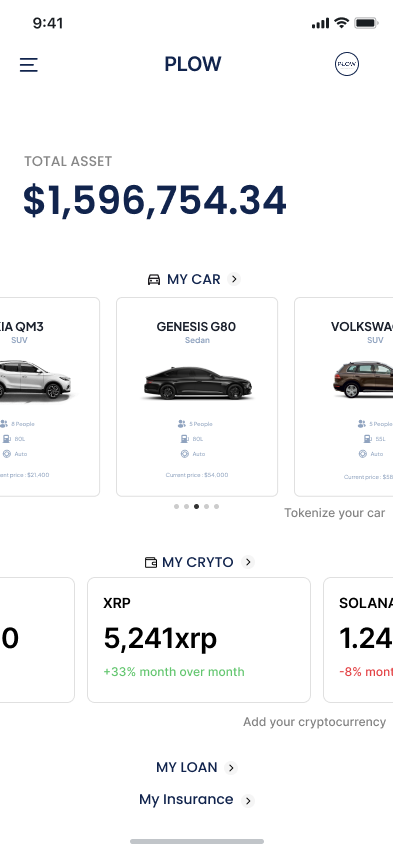 9:41
PLOW
PLOW
TOTAL ASSET
$1,596,754.34
MY CAR
KIA QM3
SUV
8 People
80L
Auto
Current price : $21,400
GENESIS G80
Sedan
5 People
80L
Auto
Current price : $54.000
VOLKSWA
SUV
5 People
55L
Auto
Current price : $58
Tokenize your car
MY CRYTO
0
XRP
5,241xrp
+33% month over month
SOLANA
1.24
-8% mont
Add your cryptocurrency
MY LOAN
My Insurance